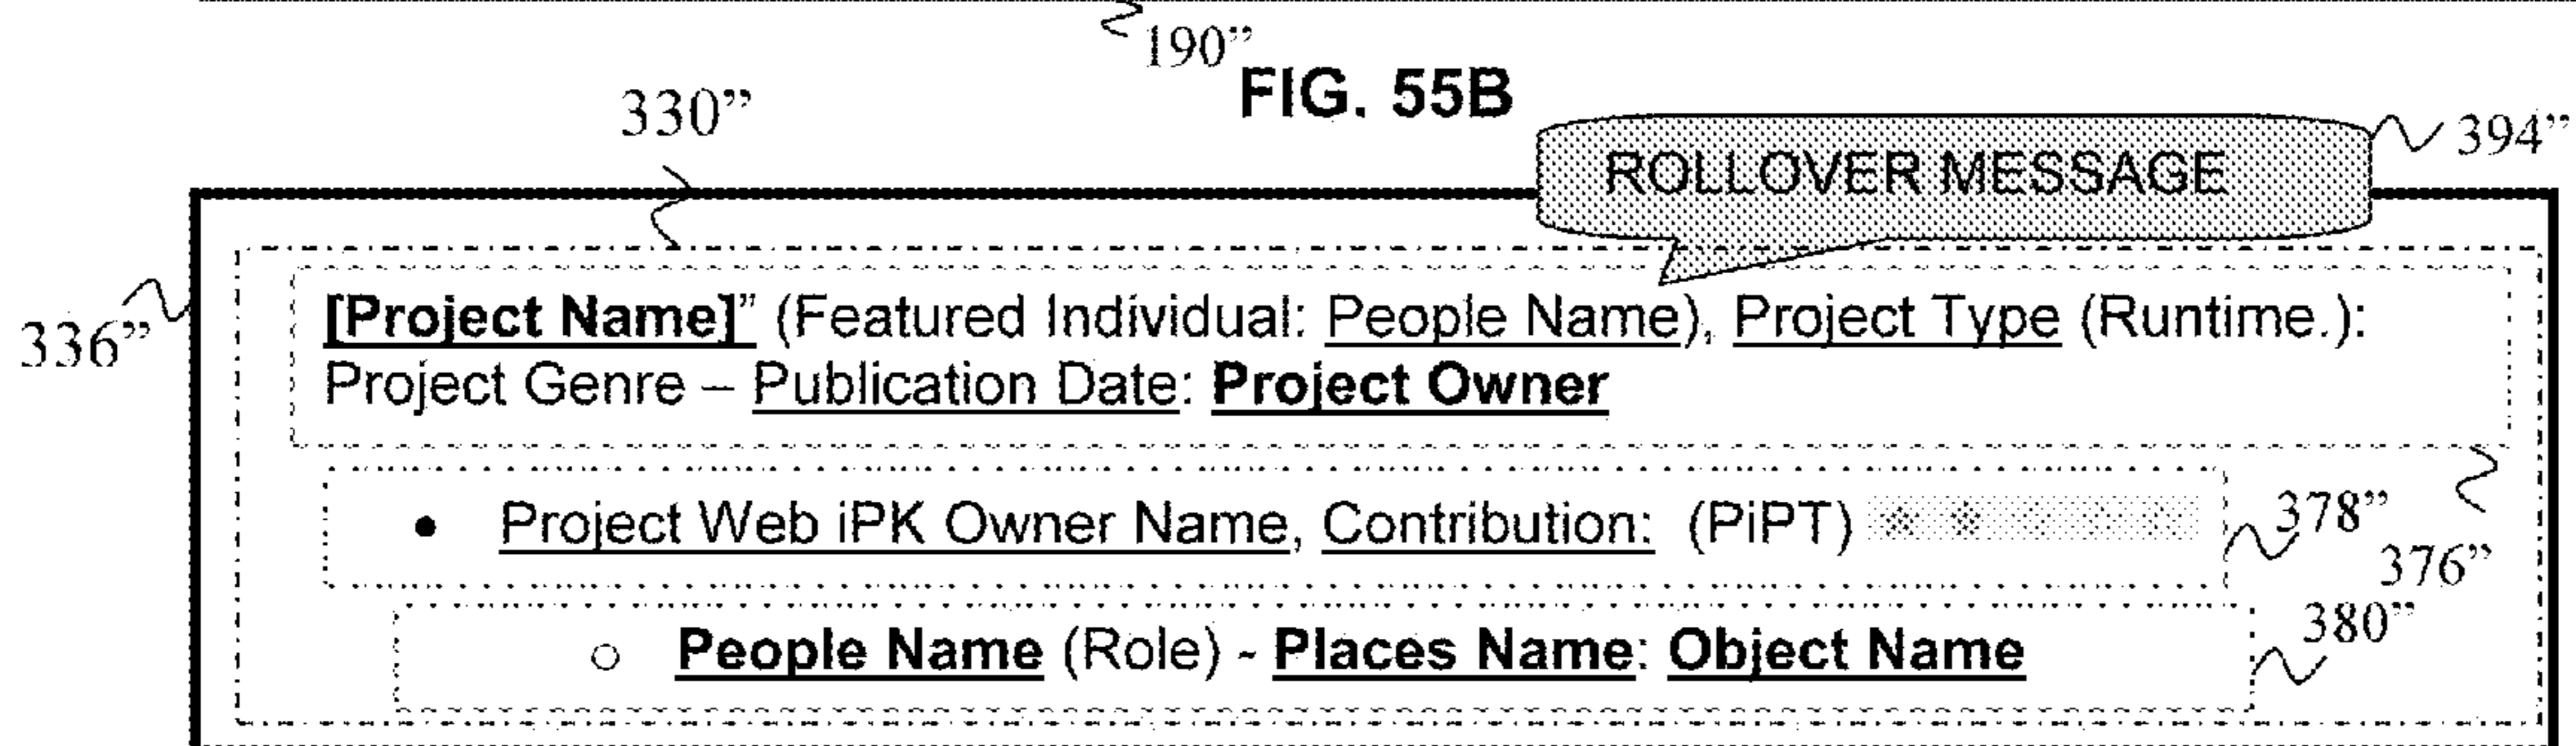 190”
FIG. 55B
330”
ROLLOVER MESSAGE
394”
336”
[Project Name]” (Featured Individual: People Name), Project Type (Runtime.):
Project Genre – Publication Date: Project Owner
• Project Web iPK Owner Name, Contribution: (PiPT)
378”
376”
○ People Name (Role) - Places Name: Object Name
380”